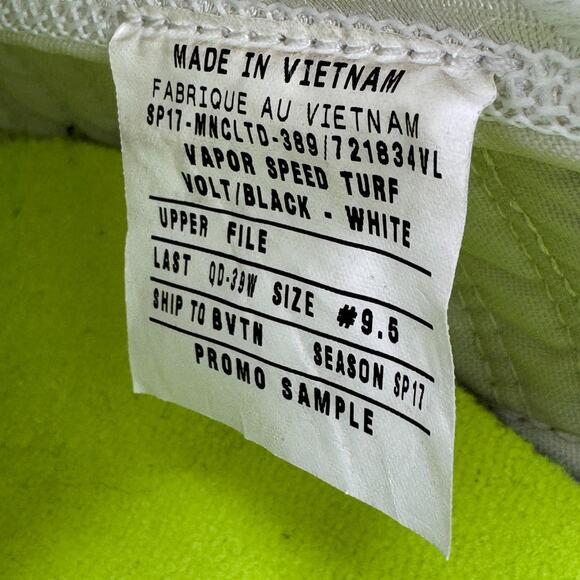 MADE IN VIETNAM
FABRIQUE AU VIETNAM
SP17-MNCLTD-389/721834VL
VAPOR SPEED TURF
VOLT/BLACK - WHITE
UPPER FILE
LAST QD-39W SIZE #9.5
SHIP TO BVTN SEASON SP17
PROMO SAMPLE